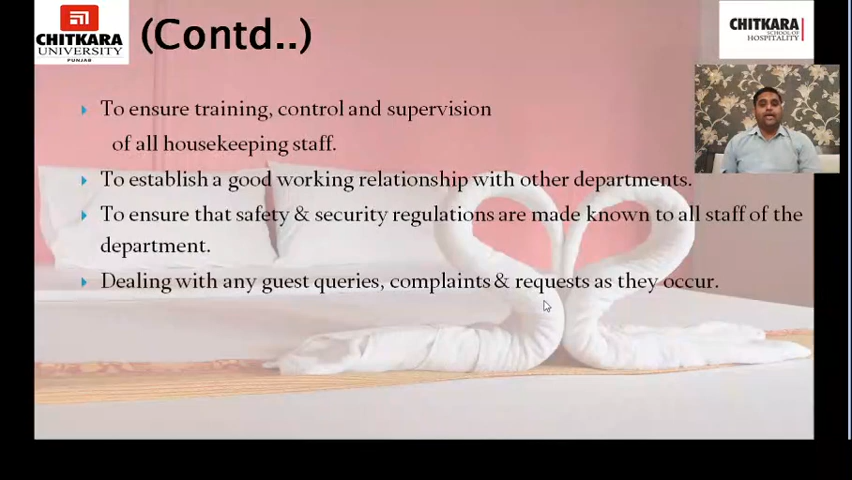 CHITKARA
UNIVERSITY
PUNJAB
(Contd..)
CHITKARA
SCHOOL OF
HOSPITALITY
To ensure training, control and supervision
of all housekeeping staff.
To establish a good working relationship with other departments.
To ensure that safety & security regulations are made known to all staff of the
department.
Dealing with any guest queries, complaints & requests as they occur.